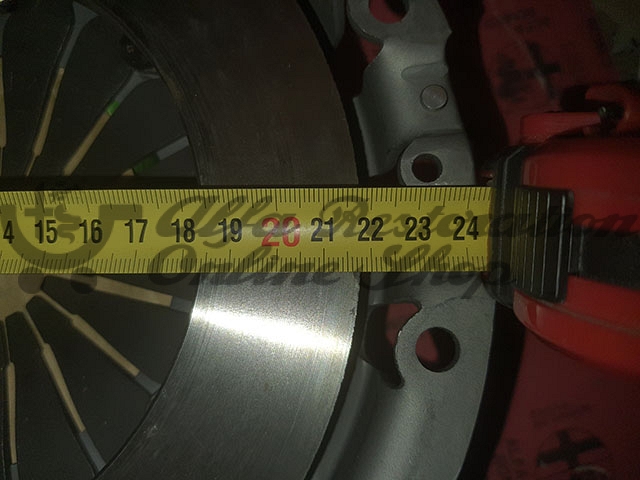 4 15 16 17 18 19 20 21 22 23 24
Alfa Restoration
Online Shop